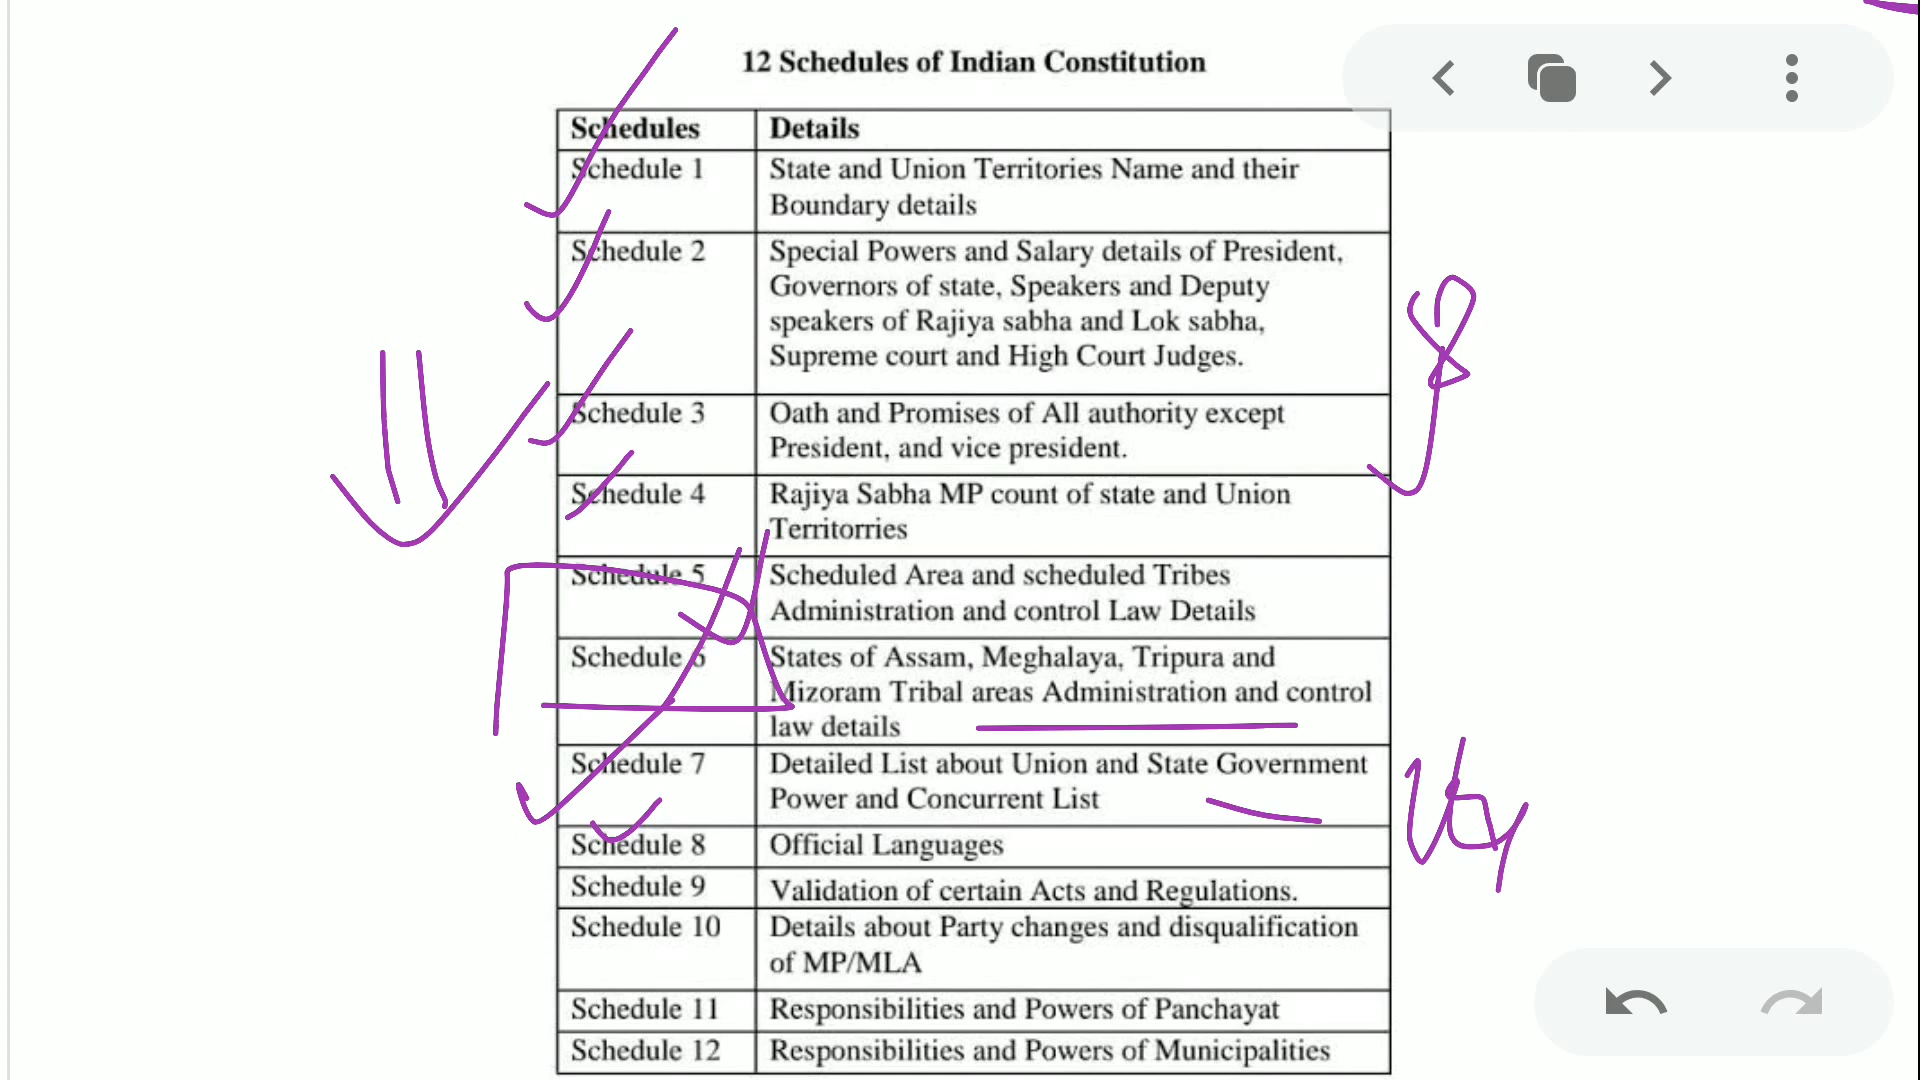 12 Schedules of Indian Constitution
Schedules Details
Schedule 1 State and Union Territories Name and their
Boundary details
Schedule 2 Special Powers and Salary details of President,
Governors of state, Speakers and Deputy
speakers of Rajiya sabha and Lok sabha,
Supreme court and High Court Judges.
Schedule 3 Oath and Promises of All authority except
President, and vice president.
Schedule 4 Rajiya Sabha MP count of state and Union
Territorries
Schedule 5 Scheduled Area and scheduled Tribes
Administration and control Law Details
Schedule 6 States of Assam, Meghalaya, Tripura and
Mizoram Tribal areas Administration and control
law details
Schedule 7 Detailed List about Union and State Government
Power and Concurrent List
Schedule 8 Official Languages
Schedule 9 Validation of certain Acts and Regulations.
Schedule 10 Details about Party changes and disqualification
of MP/MLA
Schedule 11 Responsibilities and Powers of Panchayat
Schedule 12 Responsibilities and Powers of Municipalities